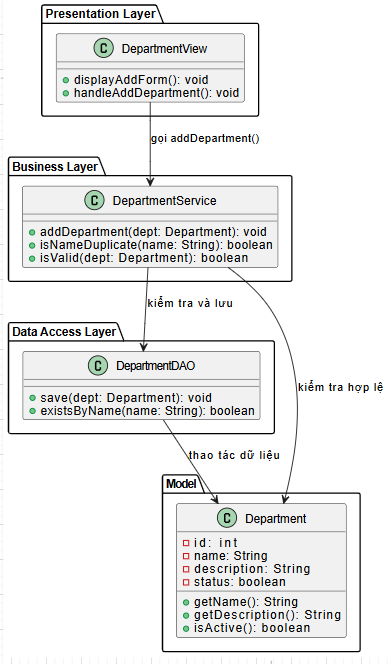 Presentation Layer
C DepartmentView
displayAddForm(): void
handleAddDepartment(): void
gọi addDepartment()
Business Layer
C DepartmentService
addDepartment(dept: Department): void
isNameDuplicate(name: String): boolean
isValid(dept: Department): boolean
kiểm tra và lưu
kiểm tra hợp lệ
Data Access Layer
C DepartmentDAO
save(dept: Department): void
existsByName(name: String): boolean
thao tác dữ liệu
Model
C Department
id: int
name: String
description: String
status: boolean
getName(): String
getDescription(): String
isActive(): boolean